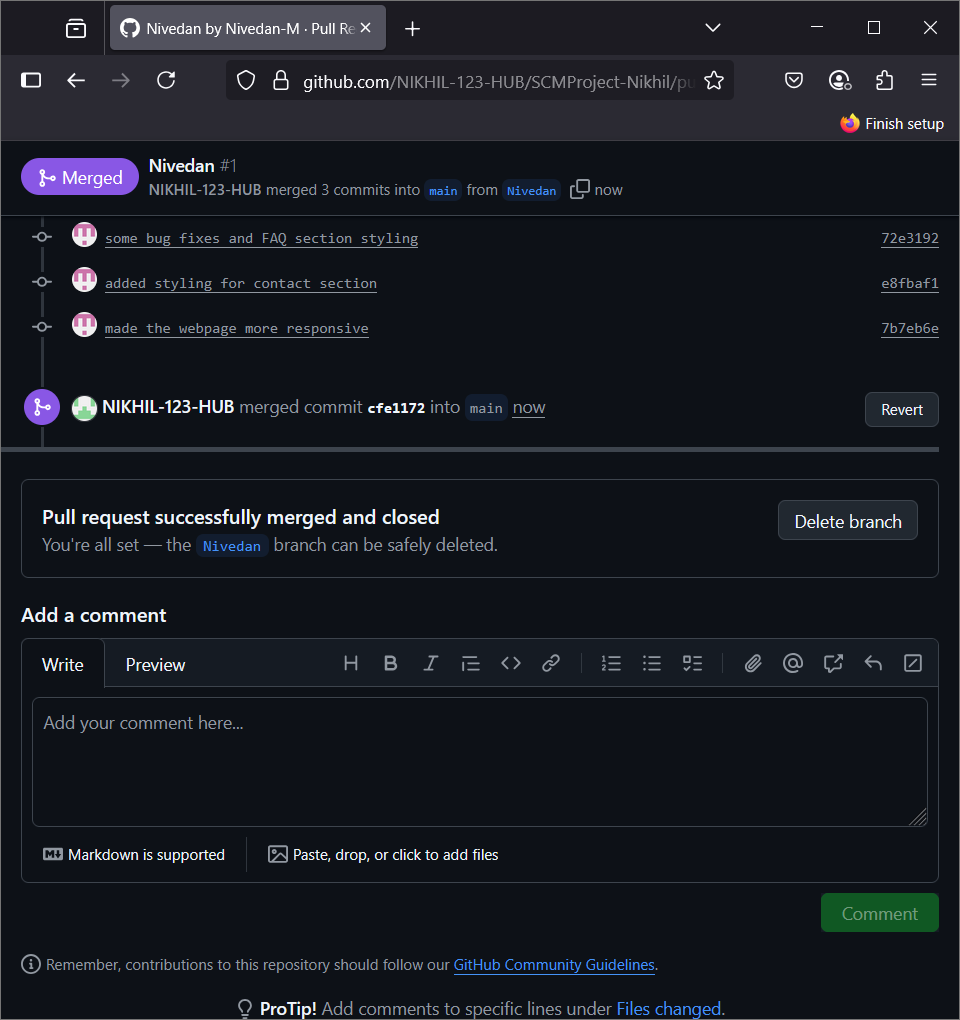 Nivedan by Nivedan-M · Pull Re
github.com/NIKHIL-123-HUB/SCMProject-Nikhil/pu
Finish setup
Merged
Nivedan #1
NIKHIL-123-HUB merged 3 commits into main from Nivedan now
some bug fixes and FAQ section styling 72e3192
added styling for contact section e8fbaf1
made the webpage more responsive 7b7eb6e
NIKHIL-123-HUB merged commit cfe1172 into main now Revert
Pull request successfully merged and closed
You're all set — the Nivedan branch can be safely deleted.
Delete branch
Add a comment
Write Preview
Add your comment here...
Markdown is supported Paste, drop, or click to add files
Comment
Remember, contributions to this repository should follow our GitHub Community Guidelines.
ProTip! Add comments to specific lines under Files changed.